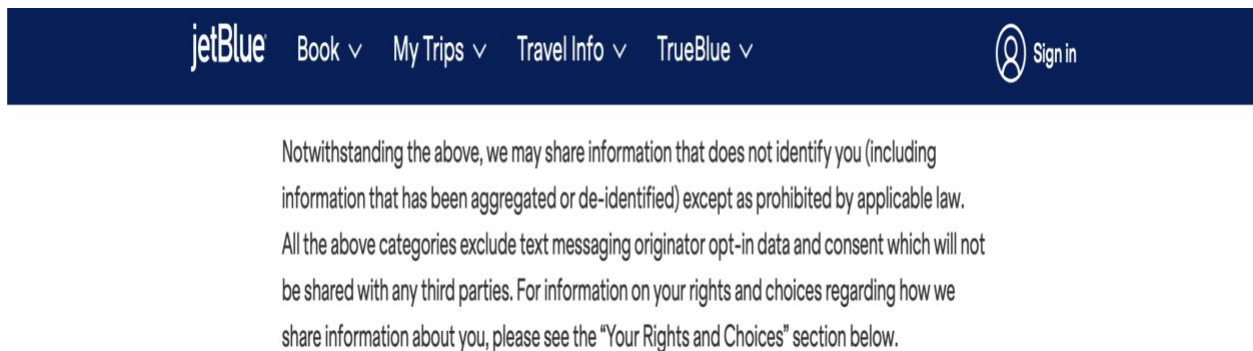 jetBlue Book My Trips Travel Info TrueBlue Sign in
Notwithstanding the above, we may share information that does not identify you (including
information that has been aggregated or de-identified) except as prohibited by applicable law.
All the above categories exclude text messaging originator opt-in data and consent which will not
be shared with any third parties. For information on your rights and choices regarding how we
share information about you, please see the “Your Rights and Choices” section below.